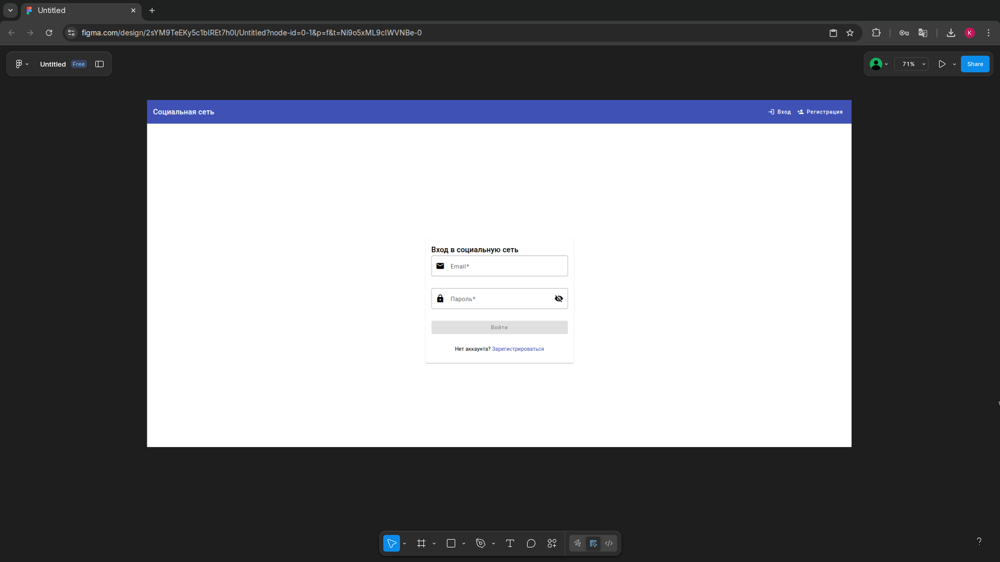 Untitled
figma.com/design/2sYM9TeEKy5c1blREt7h0l/Untitled?node-id=0-1&p=f&t=Ni9o5xML9clWVNBe-0
K
Untitled Free
71% Share
Социальная сеть Вход Регистрация
Вход в социальную сеть
Email*
Пароль*
Войти
Нет аккаунта? Зарегистрироваться
?